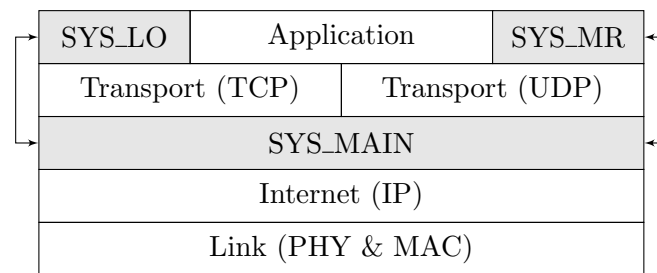 SYS_LO Application SYS_MR
Transport (TCP) Transport (UDP)
SYS_MAIN
Internet (IP)
Link (PHY & MAC)